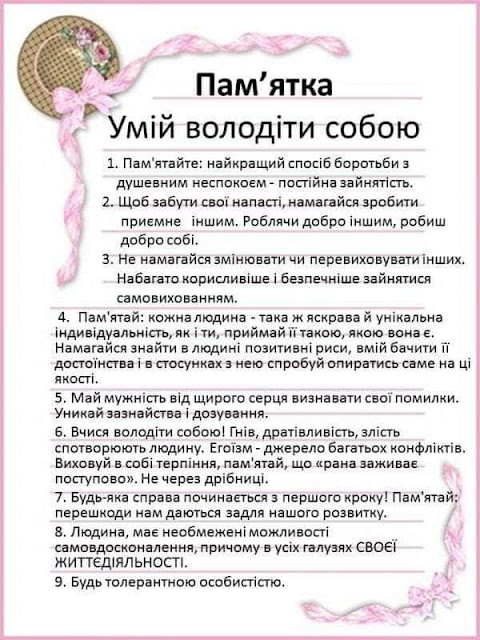 Пам’ятка
Умій володіти собою
1. Пам'ятайте: найкращий спосіб боротьби з
душевним неспокоєм - постійна зайнятість.
2. Щоб забути свої напасті, намагайся зробити
приємне іншим. Роблячи добро іншим, робиш
добро собі.
3. Не намагайся змінювати чи перевиховувати інших.
Набагато корисливіше і безпечніше зайнятися
самовихованням.
4. Пам'ятай: кожна людина - така ж яскрава й унікальна
індивідуальність, як і ти, приймай її такою, якою вона є.
Намагайся знайти в людині позитивні риси, вмій бачити її
достоїнства і в стосунках з нею спробуй опиратись саме на ці
якості.
5. Май мужність від щирого серця визнавати свої помилки.
Уникай зазнайства і дозування.
6. Вчися володіти собою! Гнів, дратівливість, злість
спотворюють людину. Егоїзм - джерело багатьох конфліктів.
Виховуй в собі терпіння, пам'ятай, що «рана заживає
поступово». Не через дрібниці.
7. Будь-яка справа починається з першого кроку! Пам'ятай:
перешкоди нам даються задля нашого розвитку.
8. Людина, має необмежені можливості
самовдосконалення, причому в усіх галузях СВОЄЇ
ЖИТТЄДІЯЛЬНОСТІ.
9. Будь толерантною особистістю.